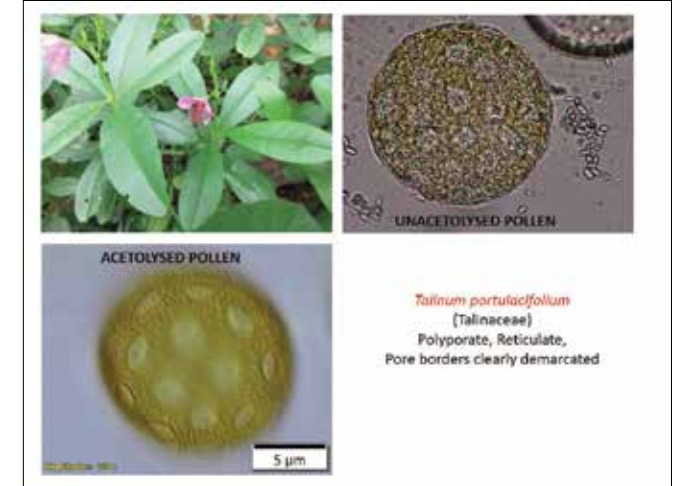 UNACETOLYSED POLLEN
ACETOLYSED POLLEN
Talinum portulacifolium
(Talinaceae)
Polyporate, Reticulate,
Pore borders clearly demarcated
5 µm